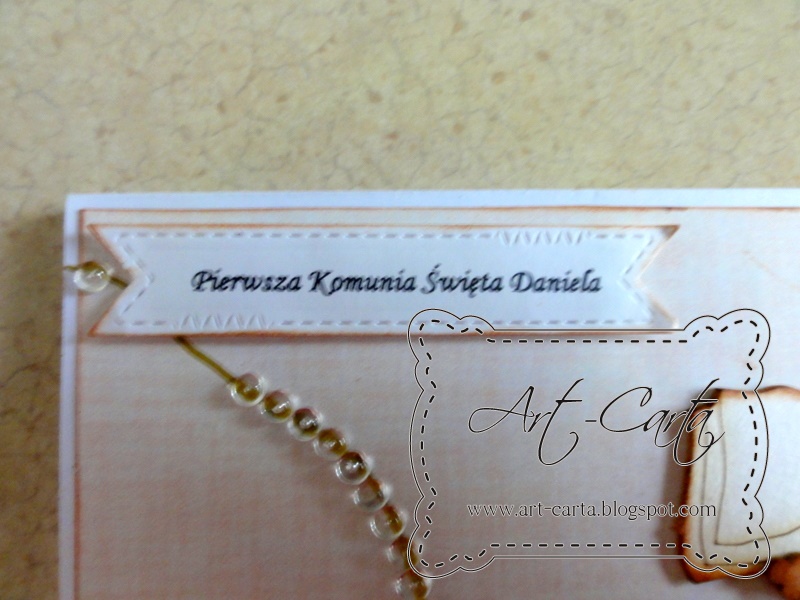 Pierwsza Komunia Święta Daniela
Art-Carta
www.art-carta.blogspot.com